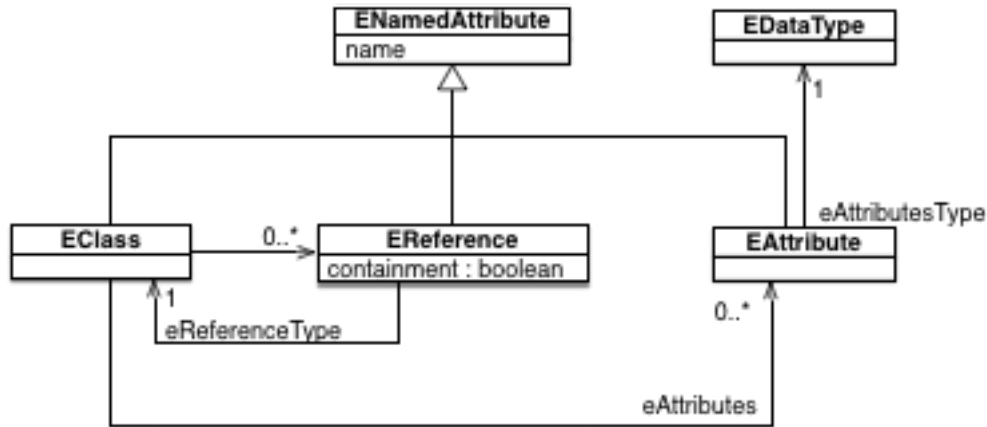 ENamedAttribute
name
EDataType
1
eAttributesType
EClass
0..*
EReference
containment : boolean
EAttribute
1
eReferenceType
0..*
eAttributes